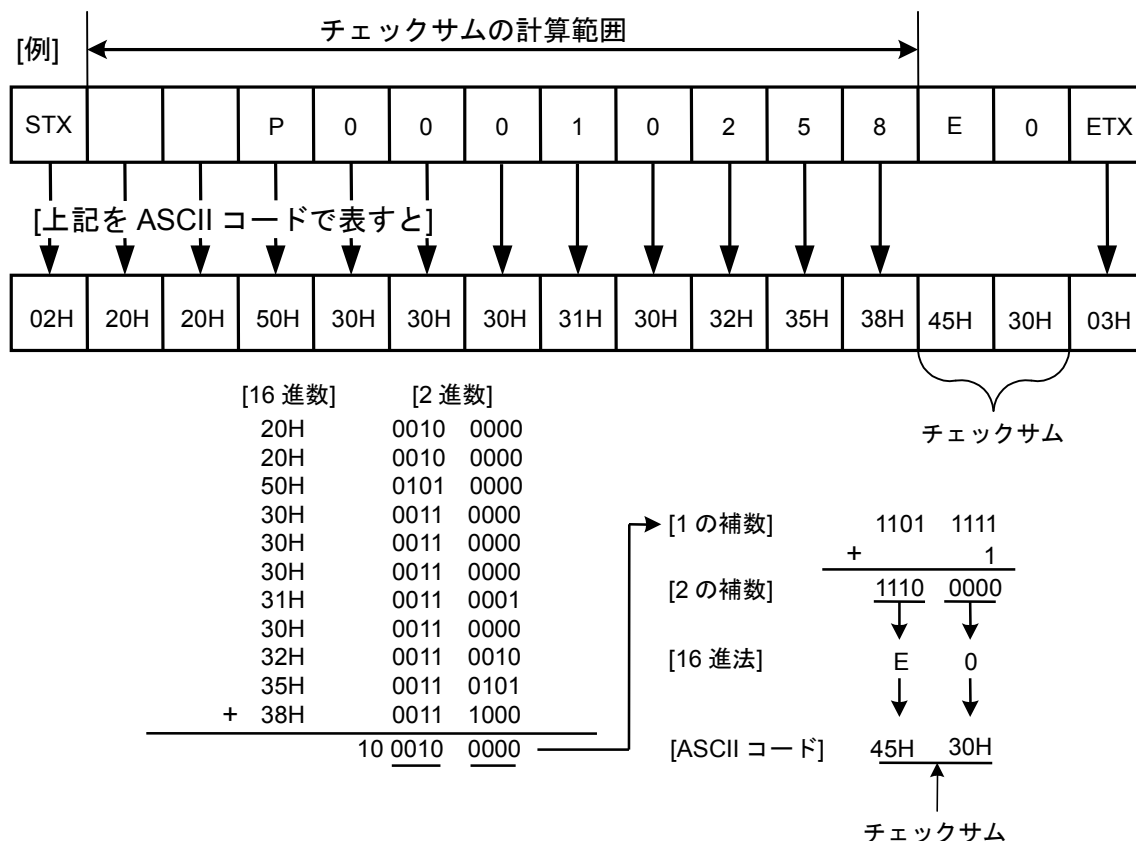 チェックサムの計算範囲
[例]
STX P 0 0 0 1 0 2 5 8 E 0 ETX
[上記を ASCII コードで表すと]
02H 20H 20H 50H 30H 30H 30H 31H 30H 32H 35H 38H 45H 30H 03H
チェックサム
[16 進数] [2 進数]
20H 0010 0000
20H 0010 0000
50H 0101 0000
30H 0011 0000
30H 0011 0000
30H 0011 0000
31H 0011 0001
30H 0011 0000
32H 0011 0010
35H 0011 0101
+ 38H 0011 1000
10 0010 0000
[1 の補数] 1101 1111
+ 1
[2 の補数] 1110 0000
[16 進法] E 0
[ASCII コード] 45H 30H
チェックサム